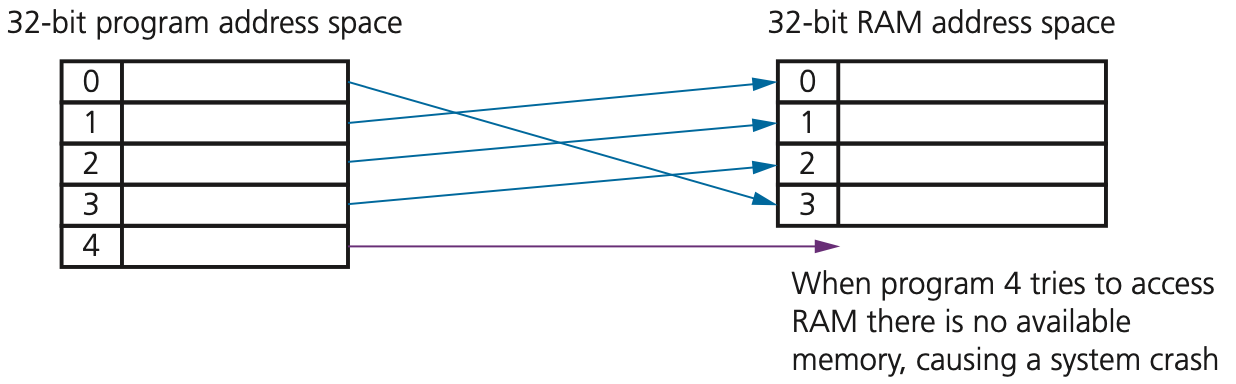 32-bit program address space
32-bit RAM address space
0
1
2
3
4
0
1
2
3
When program 4 tries to access
RAM there is no available
memory, causing a system crash